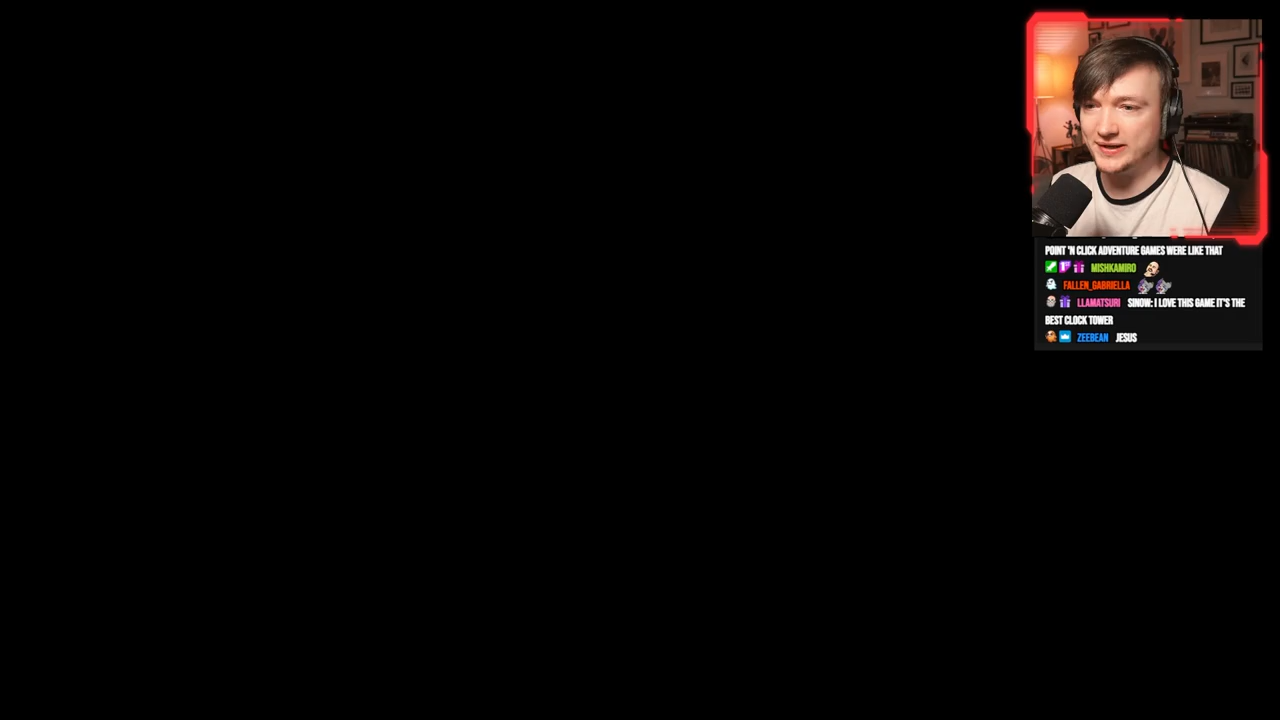 POINT 'N CLICK ADVENTURE GAMES WERE LIKE THAT
MISHKAMIRO
FALLEN_GABRIELLA
LLAMATSURI SINOW: I LOVE THIS GAME IT'S THE
BEST CLOCK TOWER
ZEEBEAN JESUS